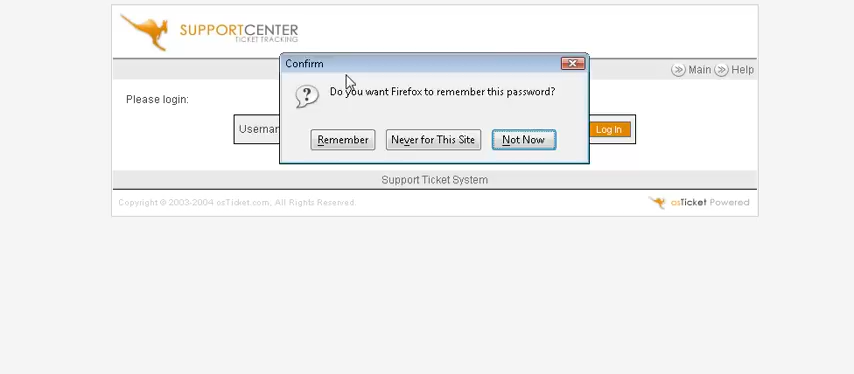 SUPPORTCENTER
TICKET TRACKING
Confirm
Main Help
Do you want Firefox to remember this password?
Please login:
Log In
Remember Never for This Site Not Now
Support Ticket System
Copyright © 2003-2004 osTicket.com, All Rights Reserved.
osTicket Powered